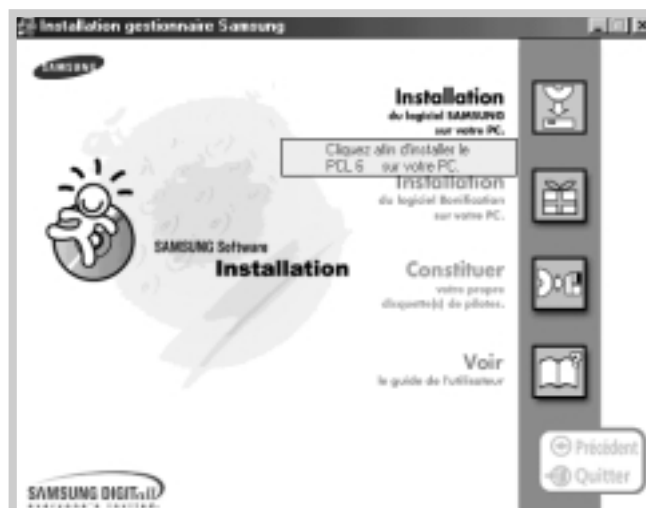 Installation gestionnaire Samsung
SAMSUNG
Installation
du logiciel SAMSUNG
sur votre PC.
Cliquez afin d'installer le
PCL 6 sur votre PC.
Installation
du logiciel Bonification
sur votre PC.
SAMSUNG Software
Installation
Constituer
votre propre
disquette(s) de pilotes.
Voir
le guide de l'utilisateur
Précédent
Quitter
SAMSUNG DIGITall